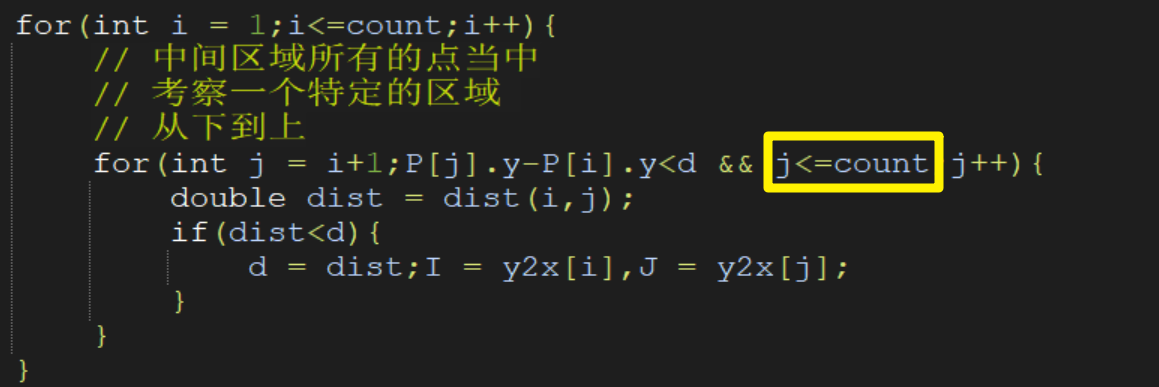 for(int i = 1;i<=count;i++){
// 中间区域所有的点当中
// 考察一个特定的区域
// 从下到上
for(int j = i+1;P[j].y-P[i].y<d && j<=count j++){
double dist = dist(i,j);
if(dist<d){
d = dist;I = y2x[i],J = y2x[j];
}
}
}